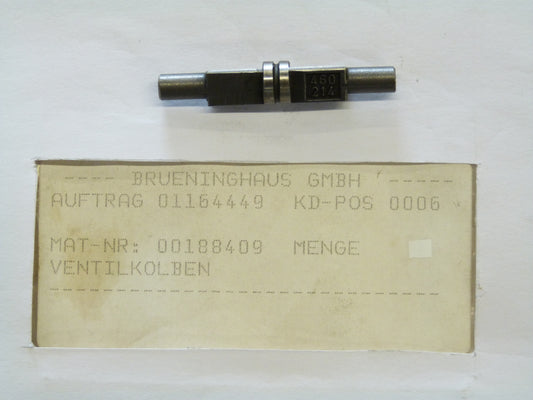 460
214
---- BRUENINGHAUS GMBH -----
AUFTRAG 01164449 KD-POS 0006
MAT-NR: 00188409 MENGE
VENTILKOLBEN
----------------------------